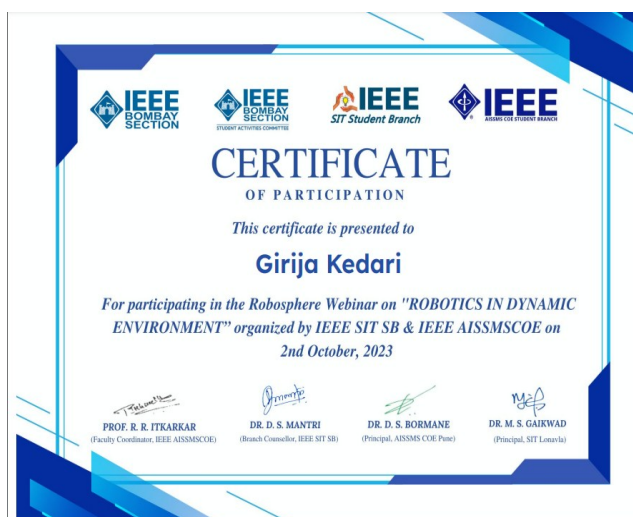 IEEE
BOMBAY
SECTION
IEEE
BOMBAY
SECTION
STUDENT ACTIVITIES COMMITTEE
IEEE
SIT Student Branch
IEEE
AISSMS COE STUDENT BRANCH
CERTIFICATE
OF PARTICIPATION
This certificate is presented to
Girija Kedari
For participating in the Robosphere Webinar on "ROBOTICS IN DYNAMIC
ENVIRONMENT” organized by IEEE SIT SB & IEEE AISSMSCOE on
2nd October, 2023
PROF. R. R. ITKARKAR
(Faculty Coordinator, IEEE AISSMSCOE)
DR. D. S. MANTRI
(Branch Counsellor, IEEE SIT SB)
DR. D. S. BORMANE
(Principal, AISSMS COE Pune)
DR. M. S. GAIKWAD
(Principal, SIT Lonavla)